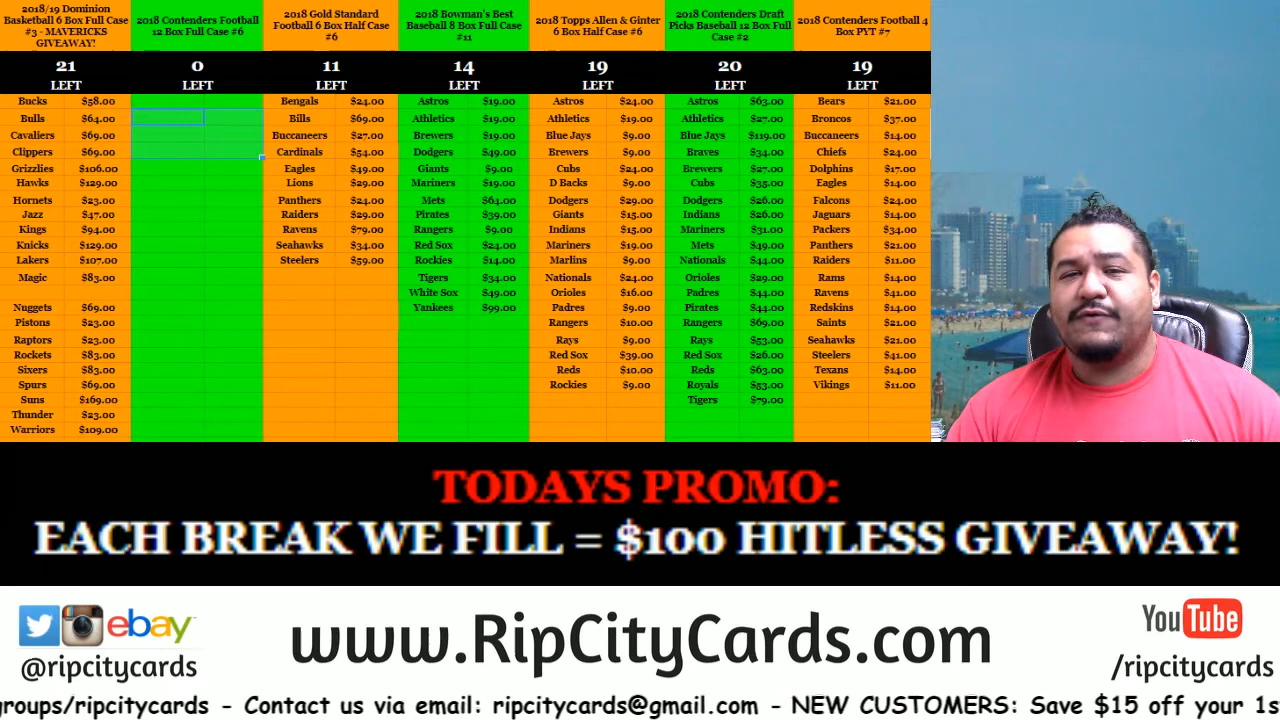 2018/19 Dominion
Basketball 6 Box Full Case
#3 - MAVERICKS
GIVEAWAY!
21
LEFT
Bucks $58.00
Bulls $64.00
Cavaliers $69.00
Clippers $69.00
Grizzlies $106.00
Hawks $129.00
Hornets $23.00
Jazz $47.00
Kings $94.00
Knicks $129.00
Lakers $107.00
Magic $83.00
Nuggets $69.00
Pistons $23.00
Raptors $23.00
Rockets $83.00
Sixers $83.00
Spurs $69.00
Suns $169.00
Thunder $23.00
Warriors $109.00
2018 Contenders Football
12 Box Full Case #6
0
LEFT
2018 Gold Standard
Football 6 Box Half Case
#6
11
LEFT
Bengals $24.00
Bills $69.00
Buccaneers $27.00
Cardinals $54.00
Eagles $49.00
Lions $29.00
Panthers $24.00
Raiders $29.00
Ravens $79.00
Seahawks $34.00
Steelers $59.00
2018 Bowman's Best
Baseball 8 Box Full Case
#11
14
LEFT
Astros $19.00
Athletics $19.00
Brewers $19.00
Dodgers $49.00
Giants $9.00
Mariners $19.00
Mets $64.00
Pirates $39.00
Rangers $9.00
Red Sox $24.00
Rockies $14.00
Tigers $34.00
White Sox $49.00
Yankees $99.00
2018 Topps Allen & Ginter
6 Box Half Case #6
19
LEFT
Astros $24.00
Athletics $19.00
Blue Jays $9.00
Brewers $9.00
Cubs $24.00
D Backs $9.00
Dodgers $29.00
Giants $15.00
Indians $15.00
Mariners $19.00
Marlins $9.00
Nationals $24.00
Orioles $16.00
Padres $9.00
Rangers $10.00
Rays $9.00
Red Sox $39.00
Reds $10.00
Rockies $9.00
2018 Contenders Draft
Picks Baseball 12 Box Full
Case #2
20
LEFT
Astros $63.00
Athletics $27.00
Blue Jays $119.00
Braves $34.00
Brewers $27.00
Cubs $35.00
Dodgers $26.00
Indians $26.00
Mariners $31.00
Mets $49.00
Nationals $44.00
Orioles $29.00
Padres $44.00
Pirates $44.00
Rangers $69.00
Rays $53.00
Red Sox $26.00
Reds $63.00
Royals $53.00
Tigers $79.00
2018 Contenders Football 4
Box PYT #7
19
LEFT
Bears $21.00
Broncos $37.00
Buccaneers $14.00
Chiefs $24.00
Dolphins $17.00
Eagles $14.00
Falcons $24.00
Jaguars $14.00
Packers $34.00
Panthers $21.00
Raiders $11.00
Rams $14.00
Ravens $41.00
Redskins $14.00
Saints $21.00
Seahawks $21.00
Steelers $41.00
Texans $14.00
Vikings $11.00
TODAYS PROMO:
EACH BREAK WE FILL = $100 HITLESS GIVEAWAY!
ebay
@ripcitycards
www.RipCityCards.com
YouTube
/ripcitycards
groups/ripcitycards - Contact us via email: ripcitycards@gmail.com - NEW CUSTOMERS: Save $15 off your 1s